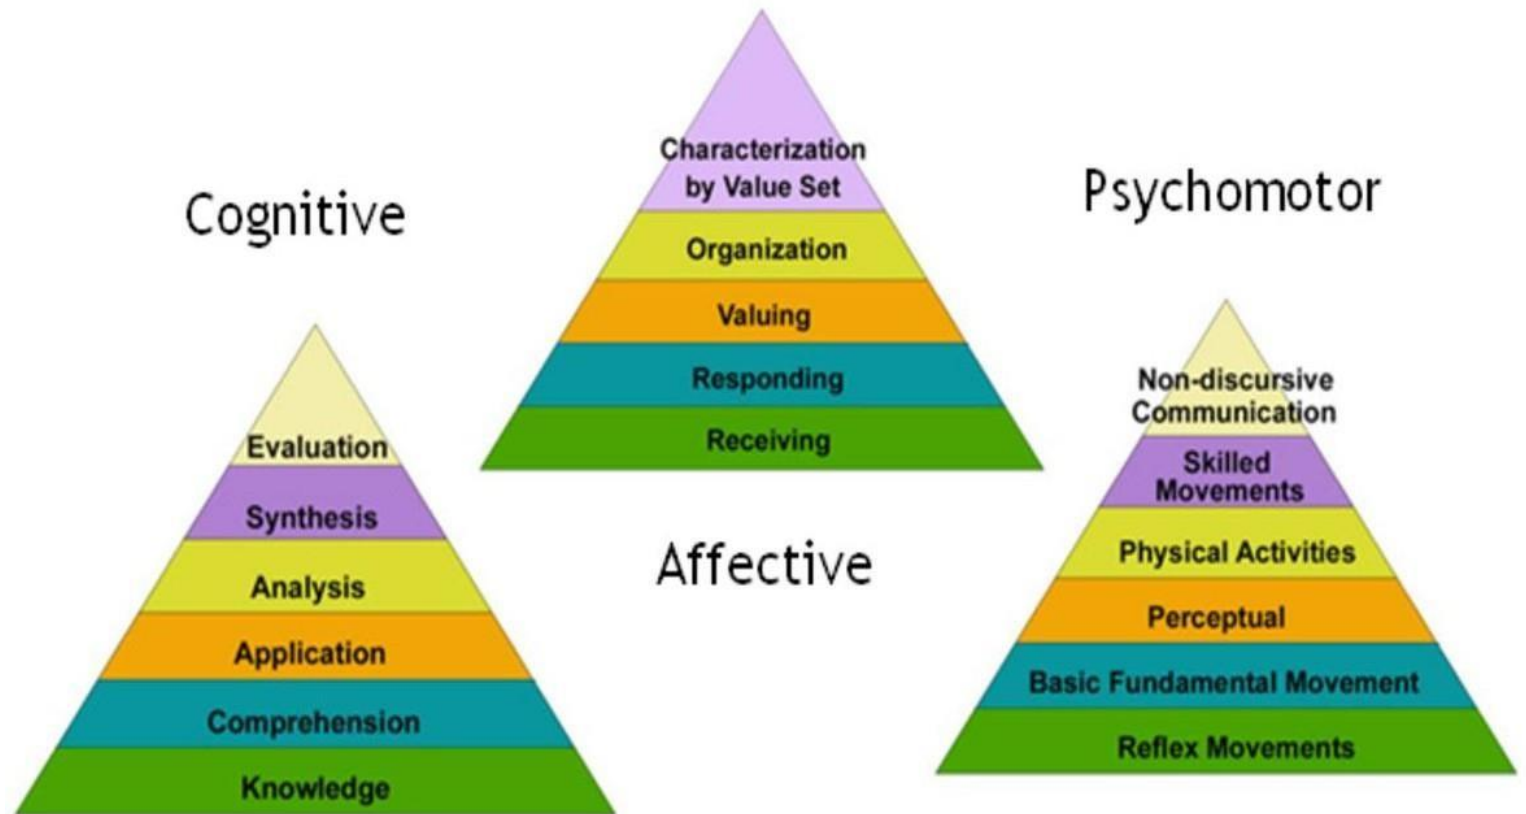 Cognitive
Evaluation
Synthesis
Analysis
Application
Comprehension
Knowledge
Characterization
by Value Set
Organization
Valuing
Responding
Receiving
Affective
Psychomotor
Non-discursive
Communication
Skilled
Movements
Physical Activities
Perceptual
Basic Fundamental Movement
Reflex Movements